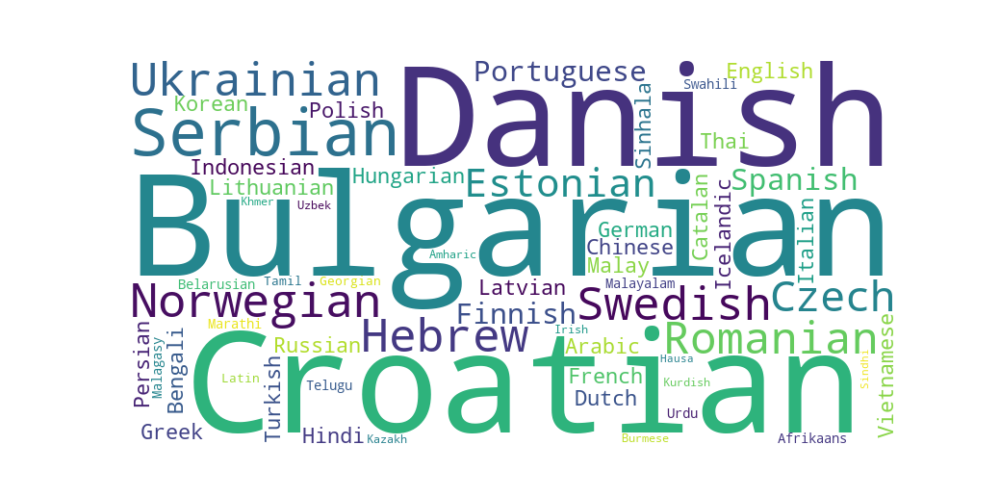 Ukrainian
Danish
Portuguese
English
Swahili
Korean
Polish
Serbian
Sinhala
Thai
Indonesian
Hungarian
Estonian
Spanish
Lithuanian
Khmer
Uzbek
Bulgarian
Catalan
Icelandic
Italian
German
Chinese
Amharic
Malay
Belarusian
Tamil
Georgian
Latvian
Malayalam
Norwegian
Swedish
Czech
Finnish
Hebrew
Romanian
Persian
Malagasy
Bengali
Marathi
Irish
Vietnamese
Russian
Arabic
Hausa
Sindhi
Croatian
Latin
Turkish
Telugu
French
Kurdish
Dutch
Urdu
Greek
Hindi
Kazakh
Burmese
Afrikaans